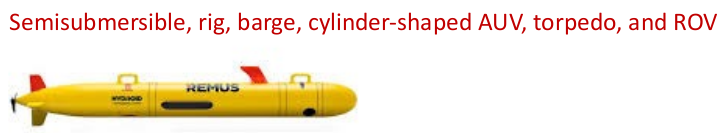 Semisubmersible, rig, barge, cylinder-shaped AUV, torpedo, and ROV
REMUS
HYDROID